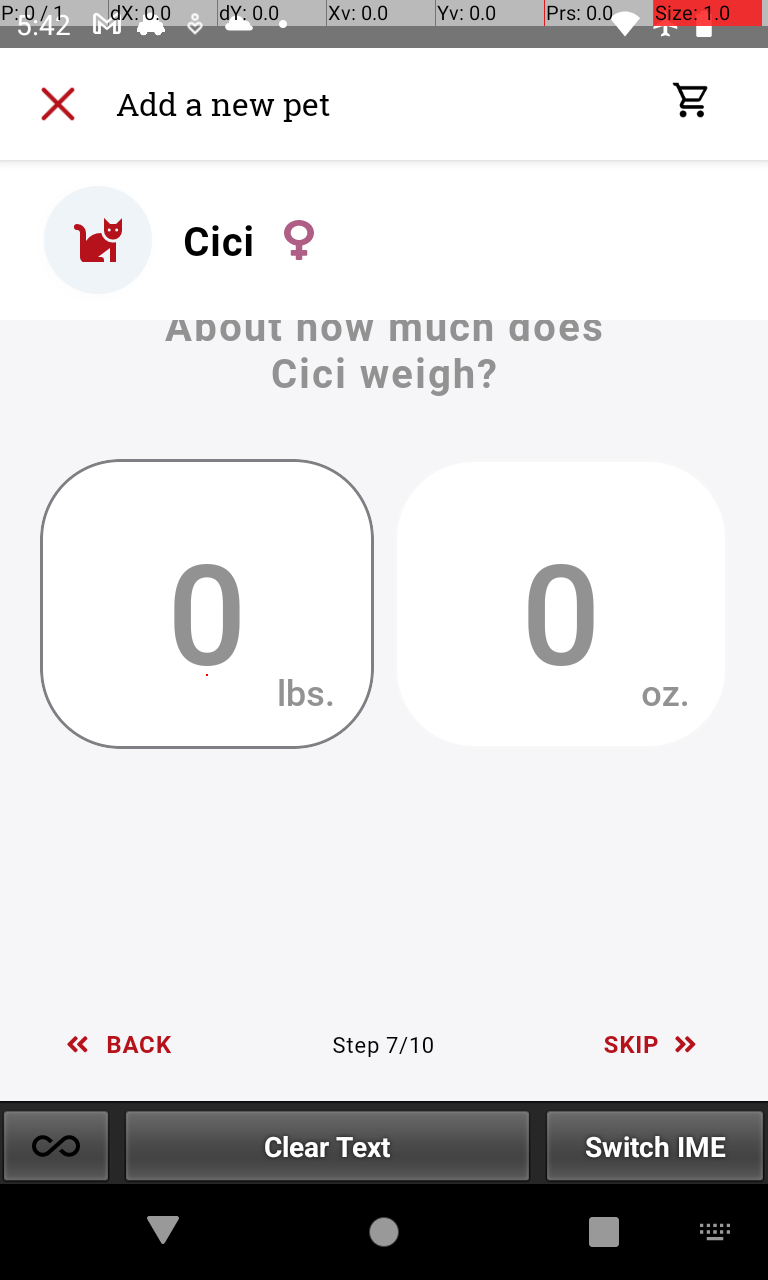 P: 0 / 1 dX: 0.0 dY: 0.0 Xv: 0.0 Yv: 0.0 Prs: 0.0 Size: 1.0
5:42
Add a new pet
Cici
About how much does
Cici weigh?
0 lbs.
0 oz.
BACK Step 7/10 SKIP
Clear Text Switch IME